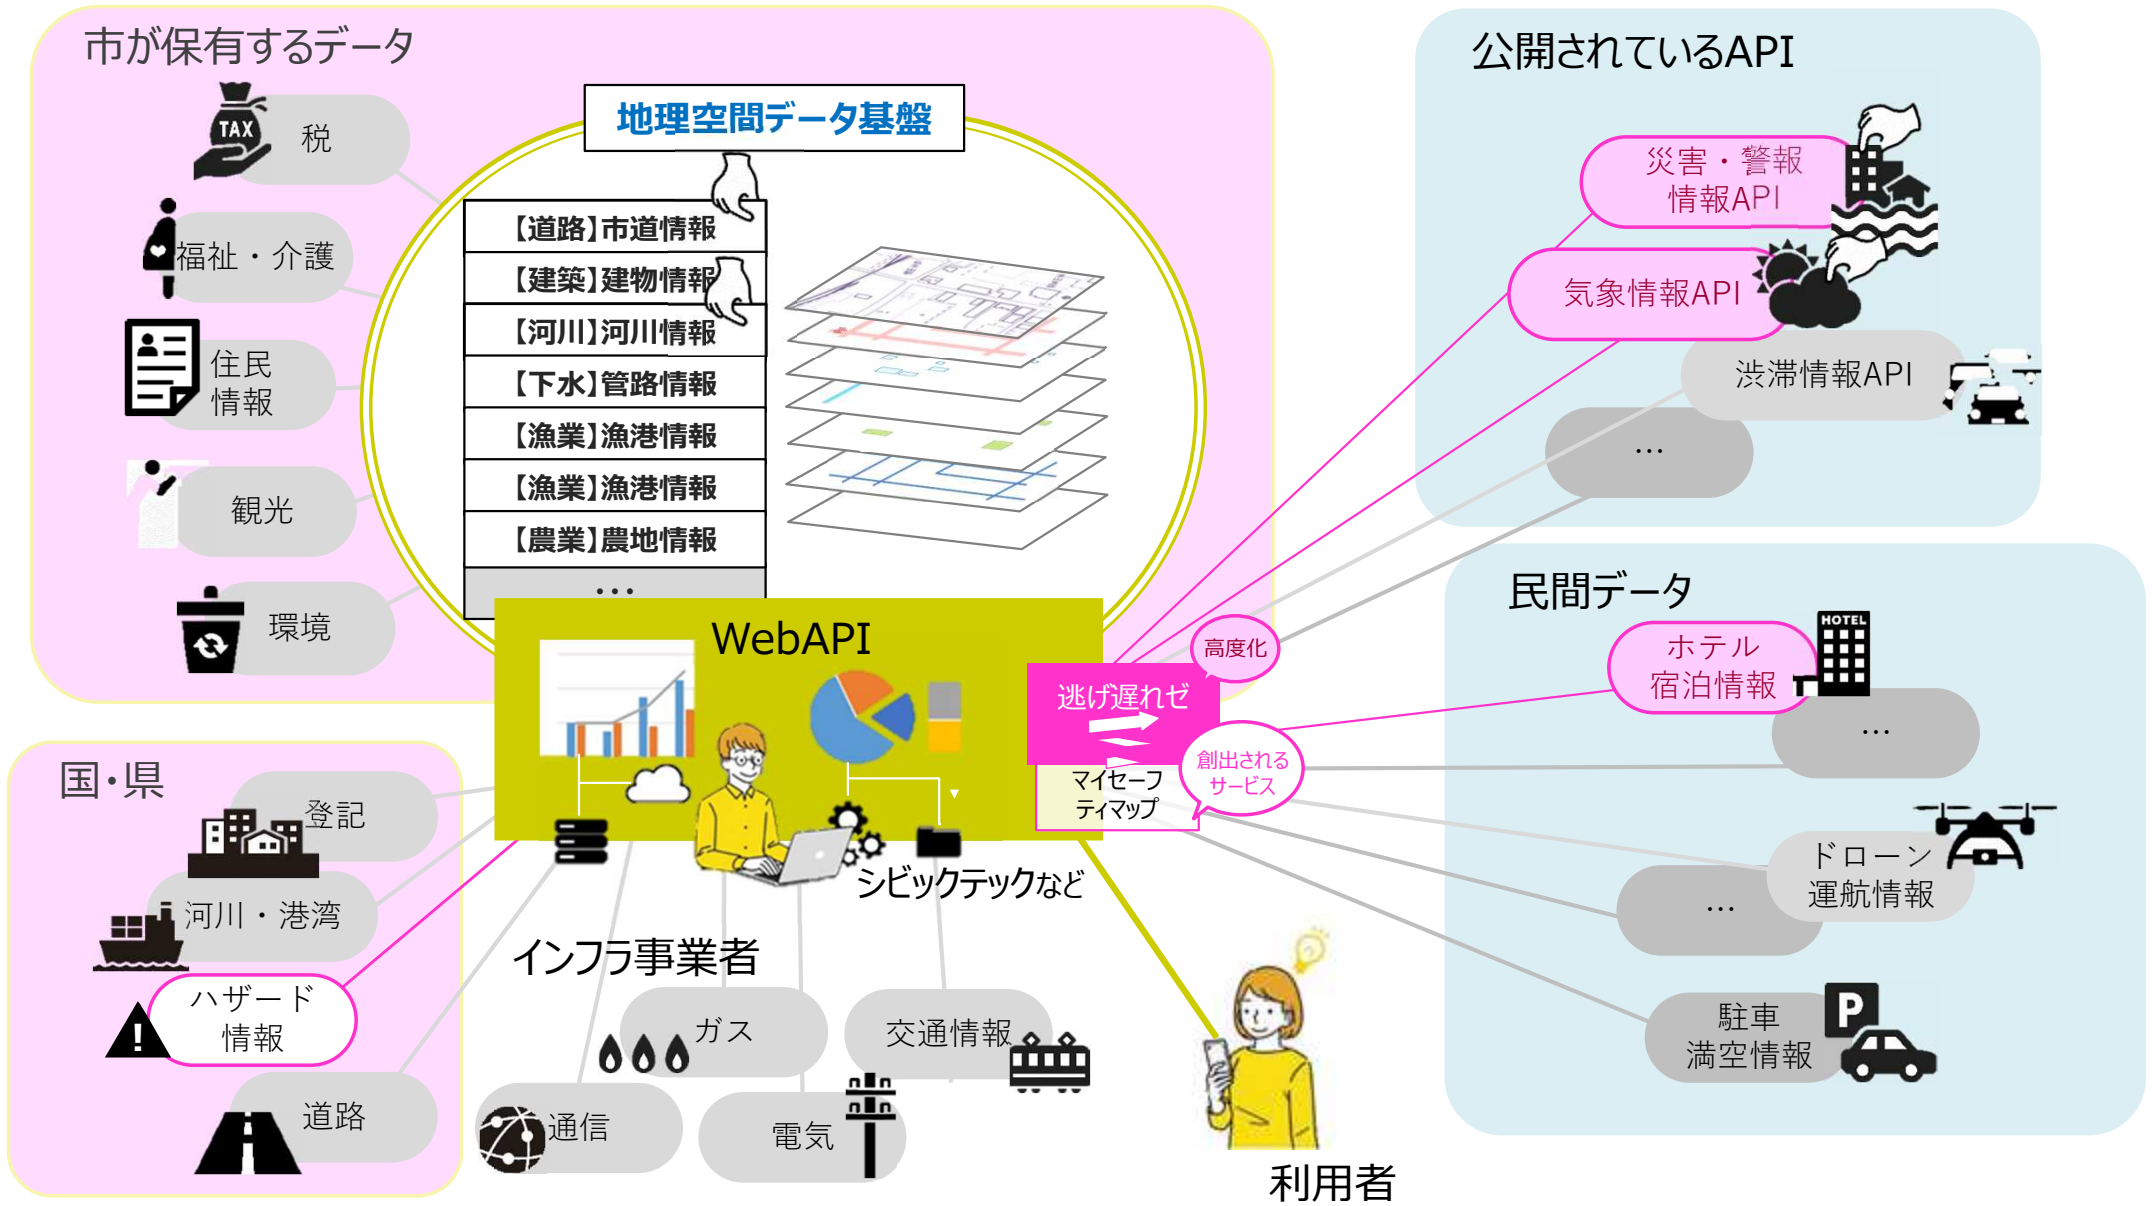 市が保有するデータ
TAX
税
福祉・介護
住民
情報
観光
環境
地理空間データ基盤
【道路】市道情報
【建築】建物情報
【河川】河川情報
【下水】管路情報
【漁業】漁港情報
【漁業】漁港情報
【農業】農地情報
…
WebAPI
シビックテックなど
逃げ遅れゼ
高度化
マイセーフ
ティマップ
創出される
サービス
公開されているAPI
災害・警報
情報API
気象情報API
渋滞情報API
…
民間データ
HOTEL
ホテル
宿泊情報
…
ドローン
運航情報
…
P
駐車
満空情報
国・県
登記
河川・港湾
!
ハザード
情報
道路
インフラ事業者
ガス
交通情報
通信
電気
利用者